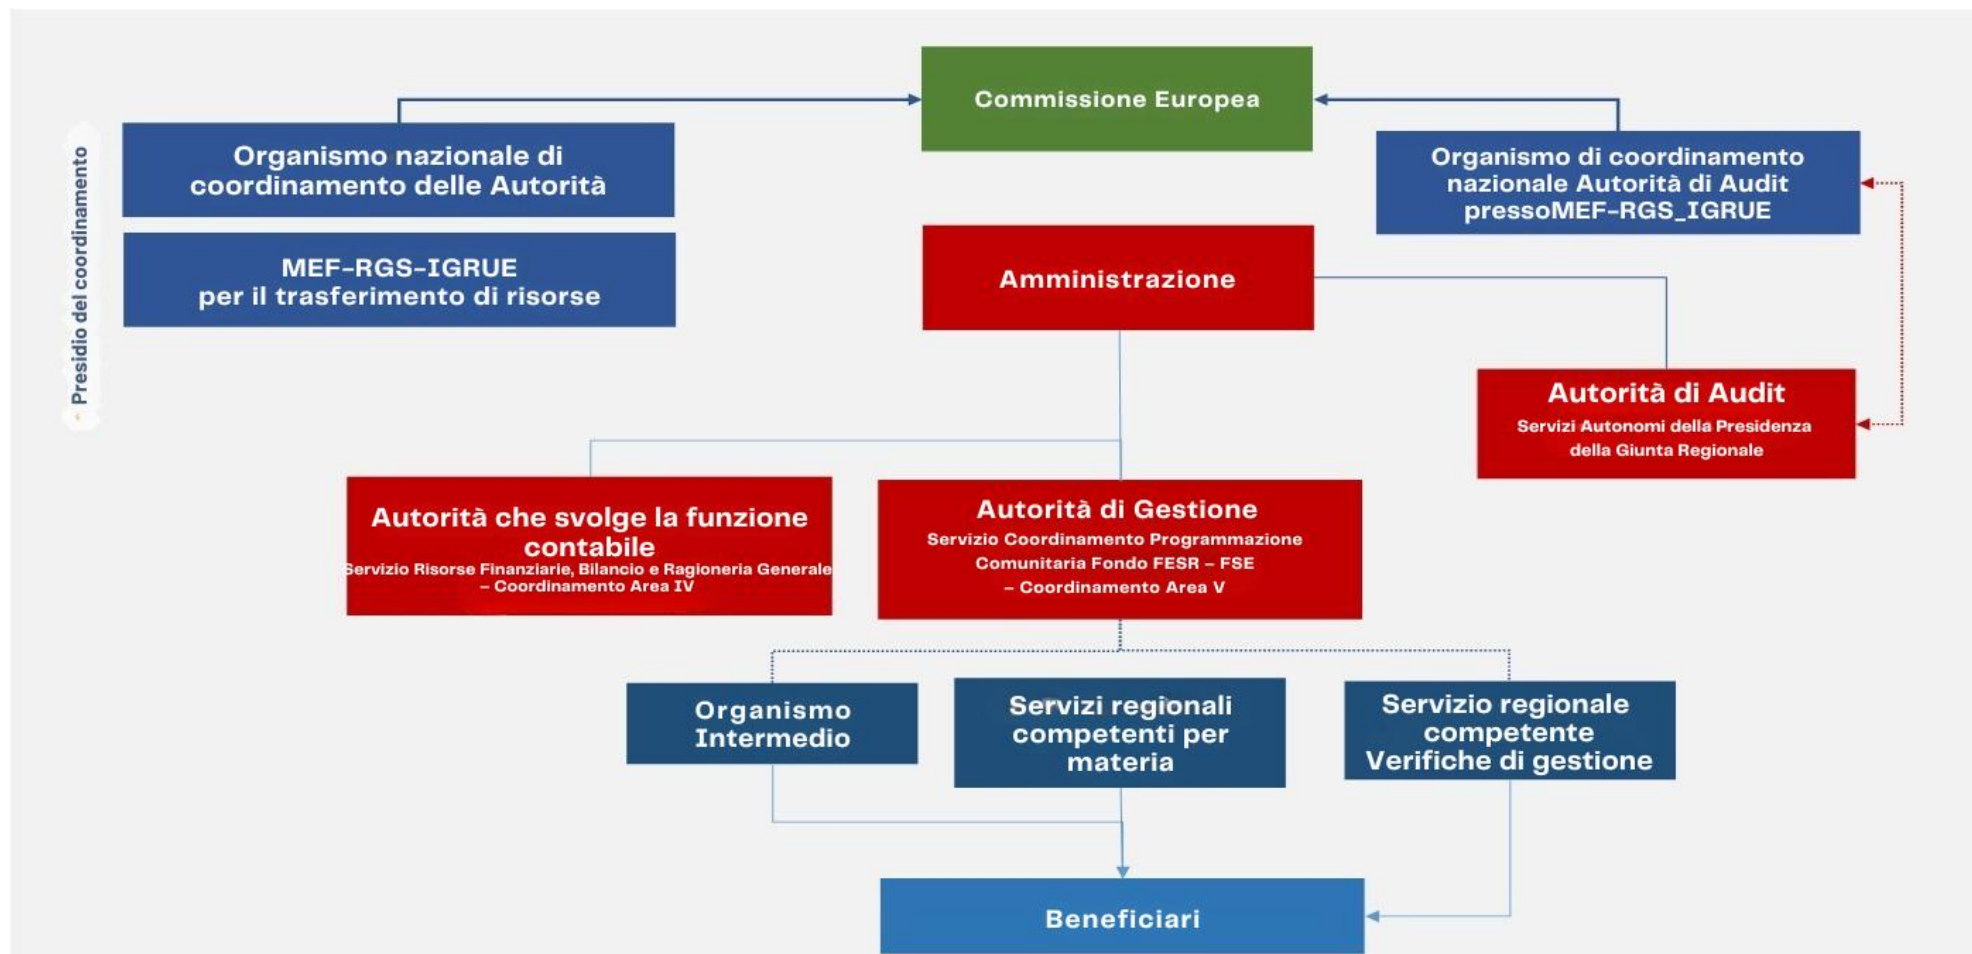 Commissione Europea
Presidio del coordinamento
Organismo nazionale di
coordinamento delle Autorità
Organismo di coordinamento
nazionale Autorità di Audit
pressoMEF-RGS_IGRUE
MEF-RGS-IGRUE
per il trasferimento di risorse
Amministrazione
Autorità di Audit
Servizi Autonomi della Presidenza
della Giunta Regionale
Autorità che svolge la funzione
contabile
Servizio Risorse Finanziarie, Bilancio e Ragioneria Generale
– Coordinamento Area IV
Autorità di Gestione
Servizio Coordinamento Programmazione
Comunitaria Fondo FESR – FSE
– Coordinamento Area V
Organismo
Intermedio
Servizi regionali
competenti per
materia
Servizio regionale
competente
Verifiche di gestione
Beneficiari